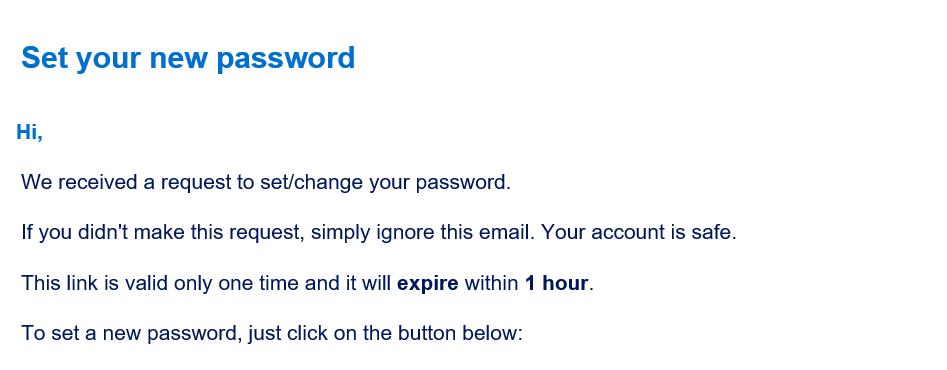 Set your new password
Hi,
We received a request to set/change your password.
If you didn't make this request, simply ignore this email. Your account is safe.
This link is valid only one time and it will expire within 1 hour.
To set a new password, just click on the button below: